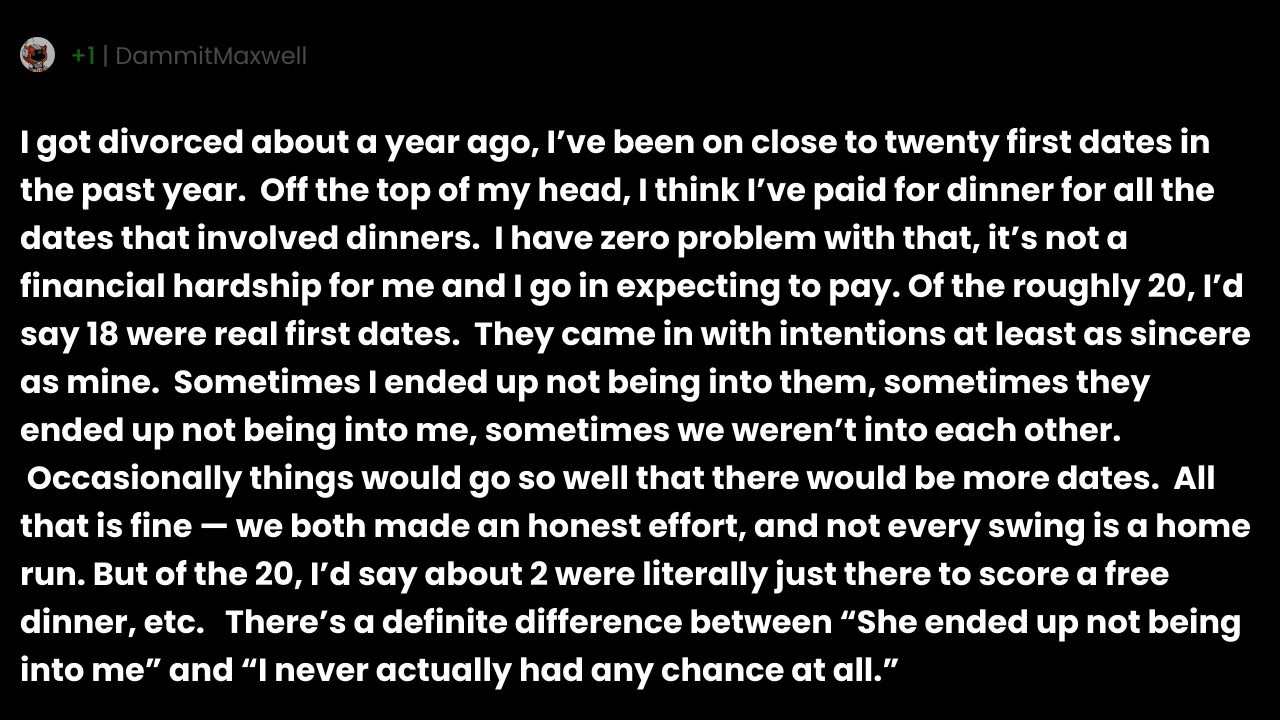 +1 | DammitMaxwell
I got divorced about a year ago, I’ve been on close to twenty first dates in
the past year.  Off the top of my head, I think I’ve paid for dinner for all the
dates that involved dinners.  I have zero problem with that, it’s not a
financial hardship for me and I go in expecting to pay. Of the roughly 20, I’d
say 18 were real first dates.  They came in with intentions at least as sincere
as mine.  Sometimes I ended up not being into them, sometimes they
ended up not being into me, sometimes we weren’t into each other.
Occasionally things would go so well that there would be more dates.  All
that is fine — we both made an honest effort, and not every swing is a home
run. But of the 20, I’d say about 2 were literally just there to score a free
dinner, etc.   There’s a definite difference between “She ended up not being
into me” and “I never actually had any chance at all.”